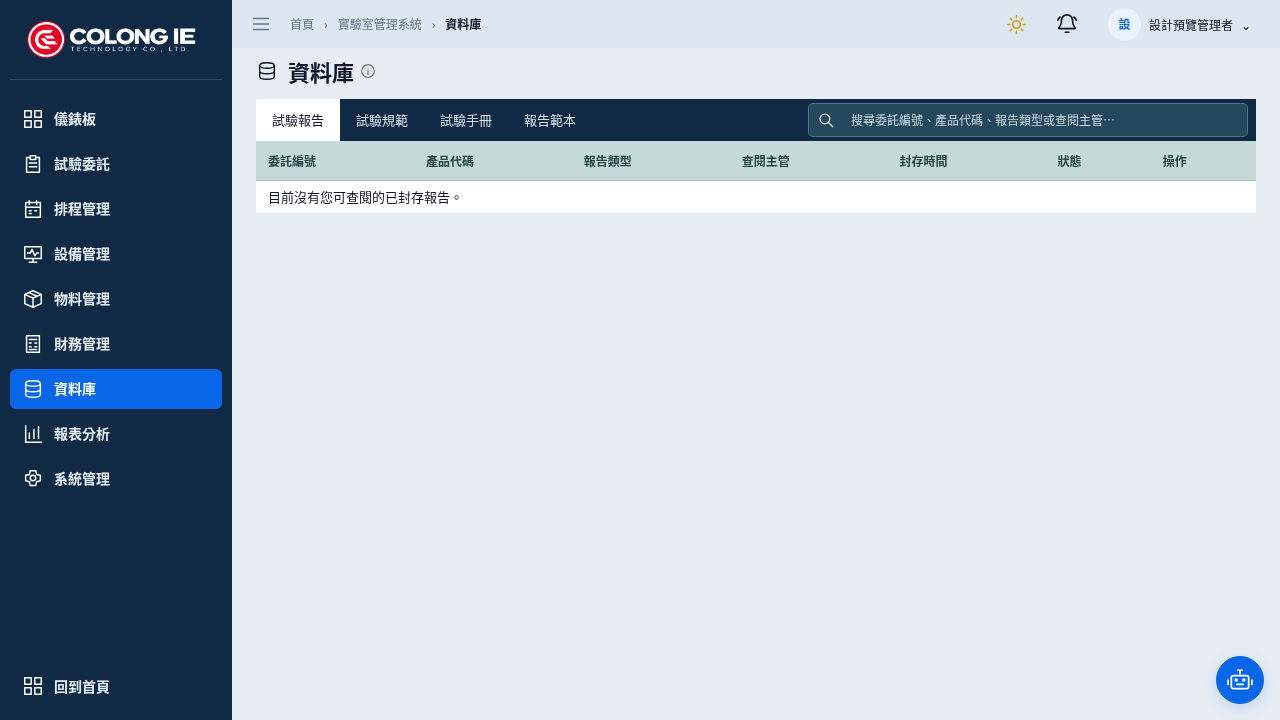 COLONG IE
TECHNOLOGY CO., LTD.
儀錶板
試驗委託
排程管理
設備管理
物料管理
財務管理
資料庫
報表分析
系統管理
回到首頁
首頁 › 實驗室管理系統 › 資料庫
設 設計預覽管理者
資料庫
試驗報告 試驗規範 試驗手冊 報告範本
搜尋委託編號、產品代碼、報告類型或查閱主管…
委託編號 產品代碼 報告類型 查閱主管 封存時間 狀態 操作
目前沒有您可查閱的已封存報告。